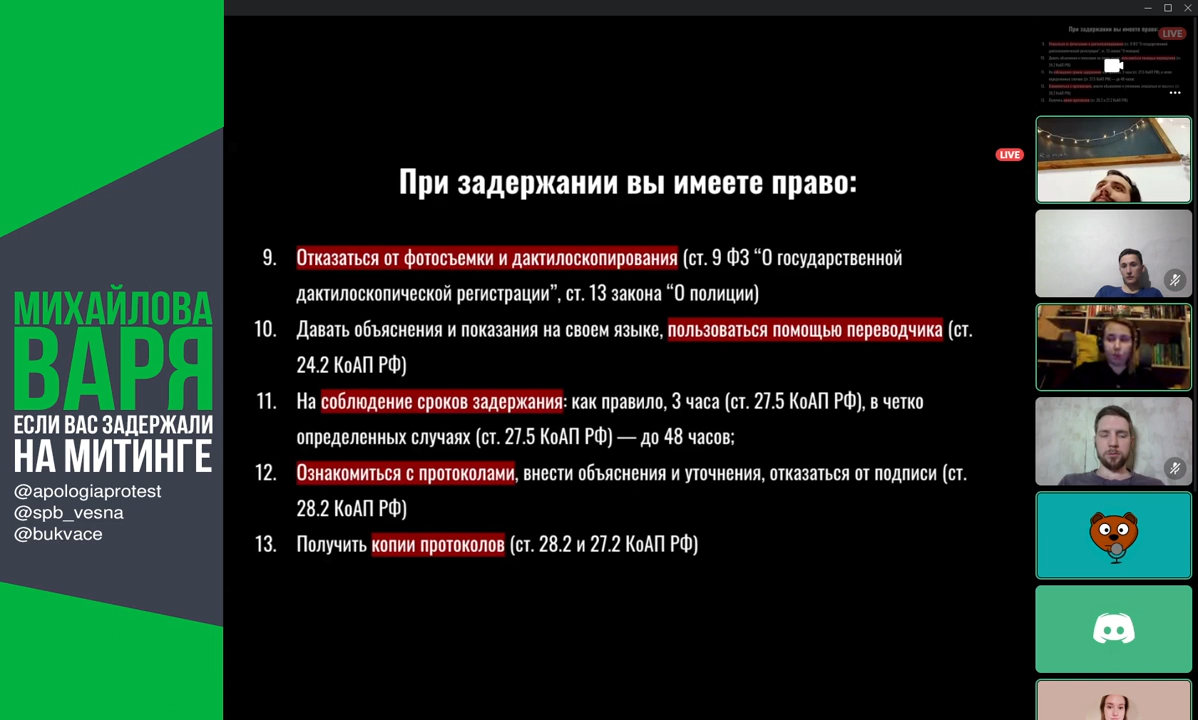 МИХАЙЛОВА
ВАРЯ
ЕСЛИ ВАС ЗАДЕРЖАЛИ
НА МИТИНГЕ
@apologiaprotest
@spb_vesna
@bukvace
При задержании вы имеете право:
9. Отказаться от фотосъемки и дактилоскопирования (ст. 9 ФЗ “О государственной
дактилоскопической регистрации”, ст. 13 закона “О полиции)
10. Давать объяснения и показания на своем языке, пользоваться помощью переводчика (ст.
24.2 КоАП РФ)
11. На соблюдение сроков задержания: как правило, 3 часа (ст. 27.5 КоАП РФ), в четко
определенных случаях (ст. 27.5 КоАП РФ) — до 48 часов;
12. Ознакомиться с протоколами, внести объяснения и уточнения, отказаться от подписи (ст.
28.2 КоАП РФ)
13. Получить копии протоколов (ст. 28.2 и 27.2 КоАП РФ)
LIVE
При задержании вы имеете право:
LIVE